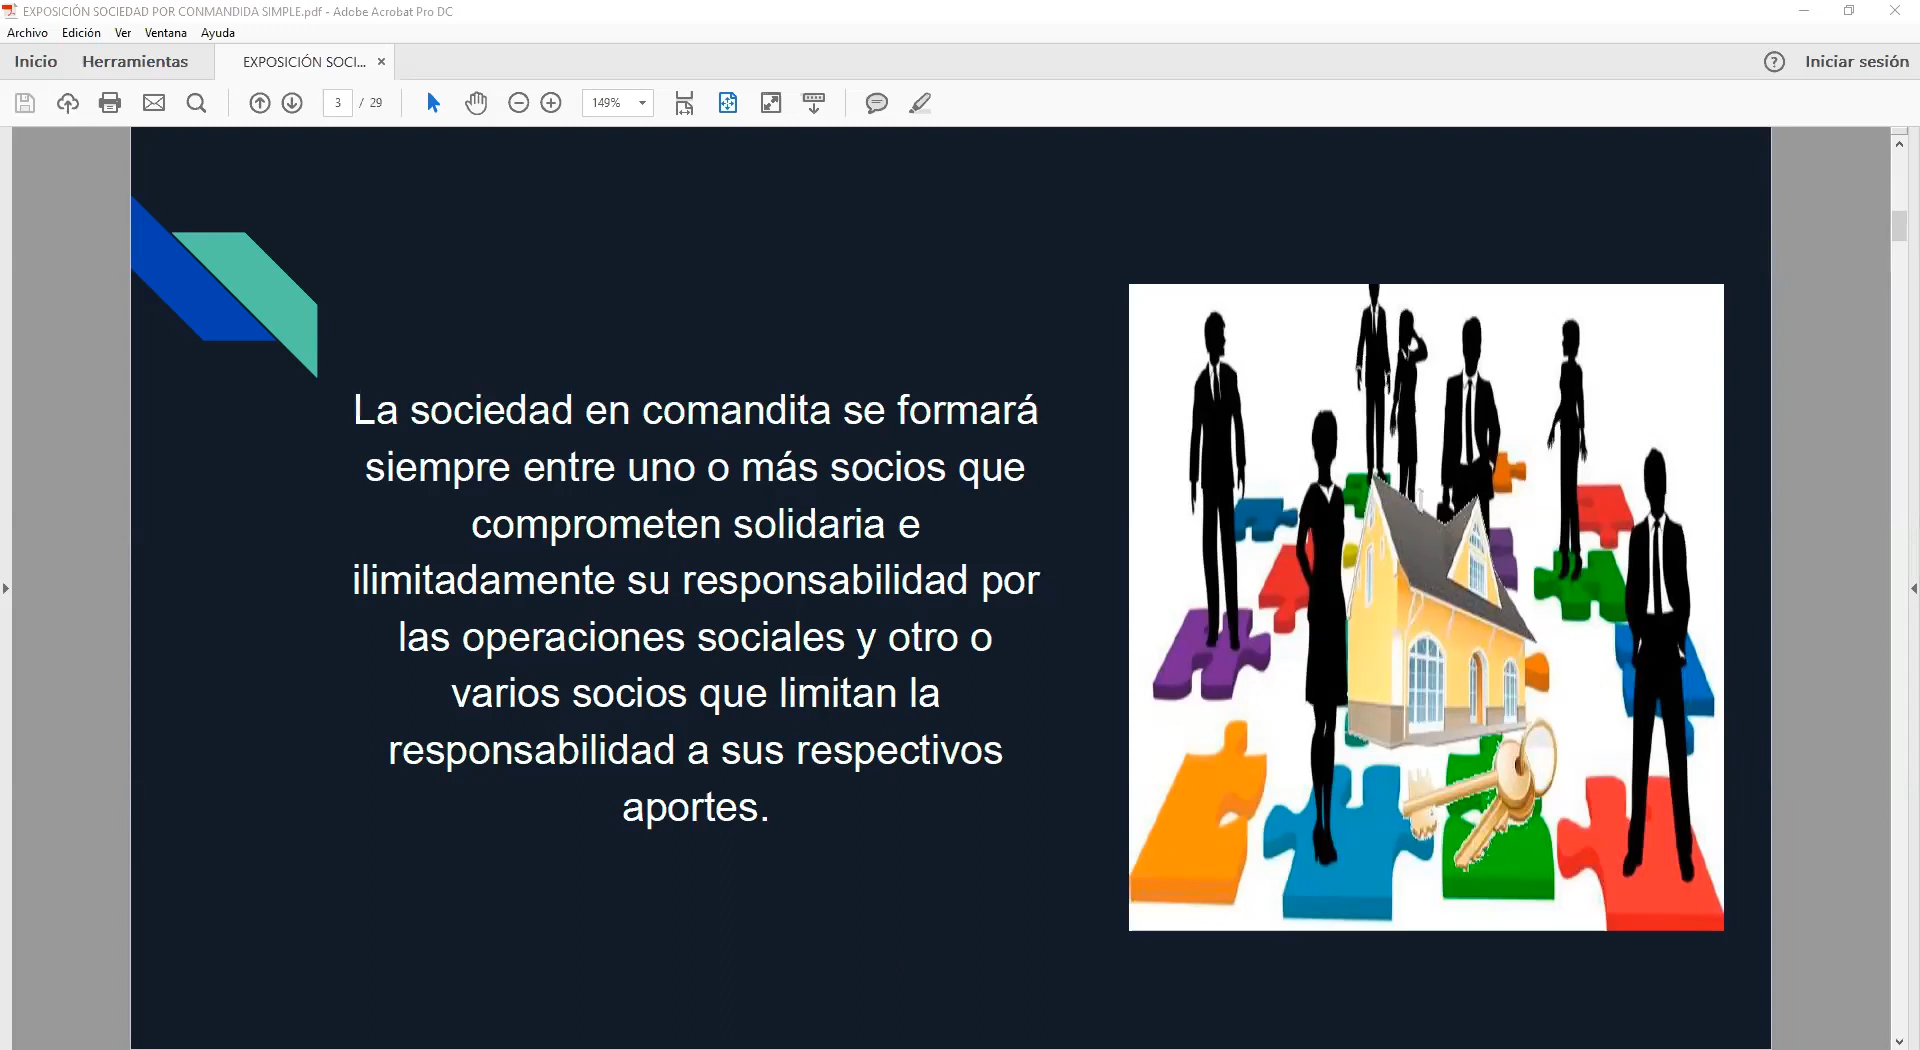 EXPOSICIÓN SOCIEDAD POR CONMANDIDA SIMPLE.pdf - Adobe Acrobat Pro DC
Archivo Edición Ver Ventana Ayuda
Inicio Herramientas EXPOSICIÓN SOCI... × ? Iniciar sesión
3 / 29 149%
La sociedad en comandita se formará
siempre entre uno o más socios que
comprometen solidaria e
ilimitadamente su responsabilidad por
las operaciones sociales y otro o
varios socios que limitan la
responsabilidad a sus respectivos
aportes.